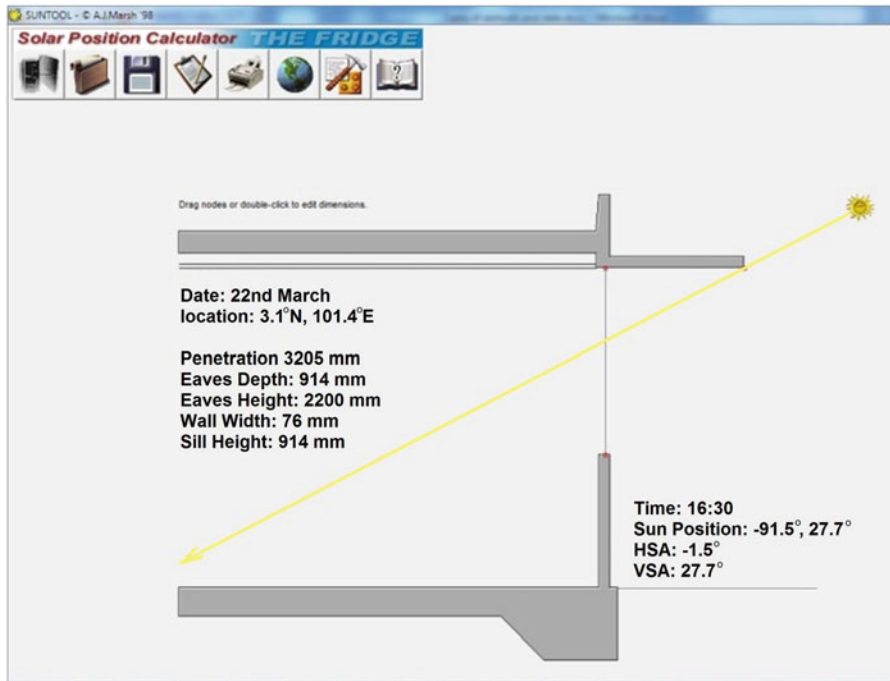 SUNTOOL - © A.J.Marsh '98
Solar Position Calculator THE FRIDGE
Drag nodes or double-click to edit dimensions.
Date: 22nd March
location: 3.1°N, 101.4°E
Penetration 3205 mm
Eaves Depth: 914 mm
Eaves Height: 2200 mm
Wall Width: 76 mm
Sill Height: 914 mm
Time: 16:30
Sun Position: -91.5°, 27.7°
HSA: -1.5°
VSA: 27.7°